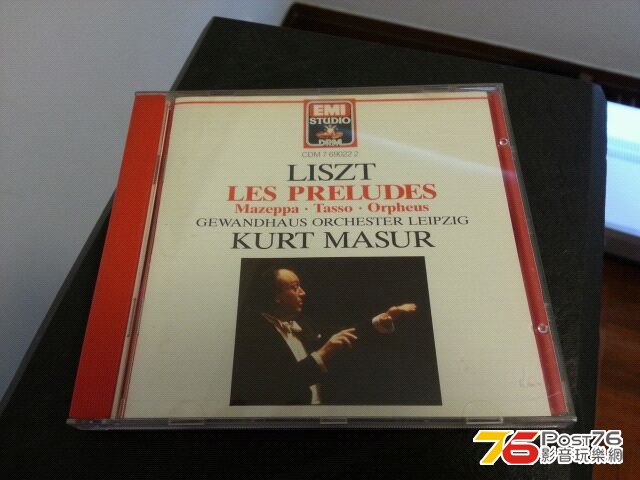 EMI
STUDIO
DRM
CDM 7 69022 2
LISZT
LES PRELUDES
Mazeppa · Tasso · Orpheus
GEWANDHAUS ORCHESTER LEIPZIG
KURT MASUR
76 Post76
影音玩樂網